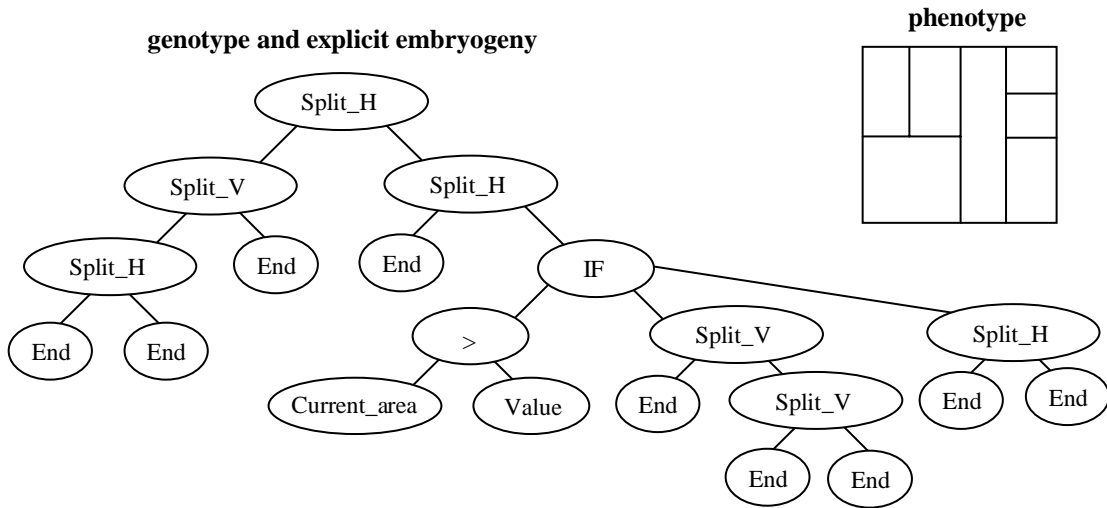 phenotype
genotype and explicit embryogeny
Split_H
Split_V
Split_H
Split_H
End
End
IF
End
End
>
Split_V
Split_H
Current_area
Value
End
Split_V
End
End
End
End